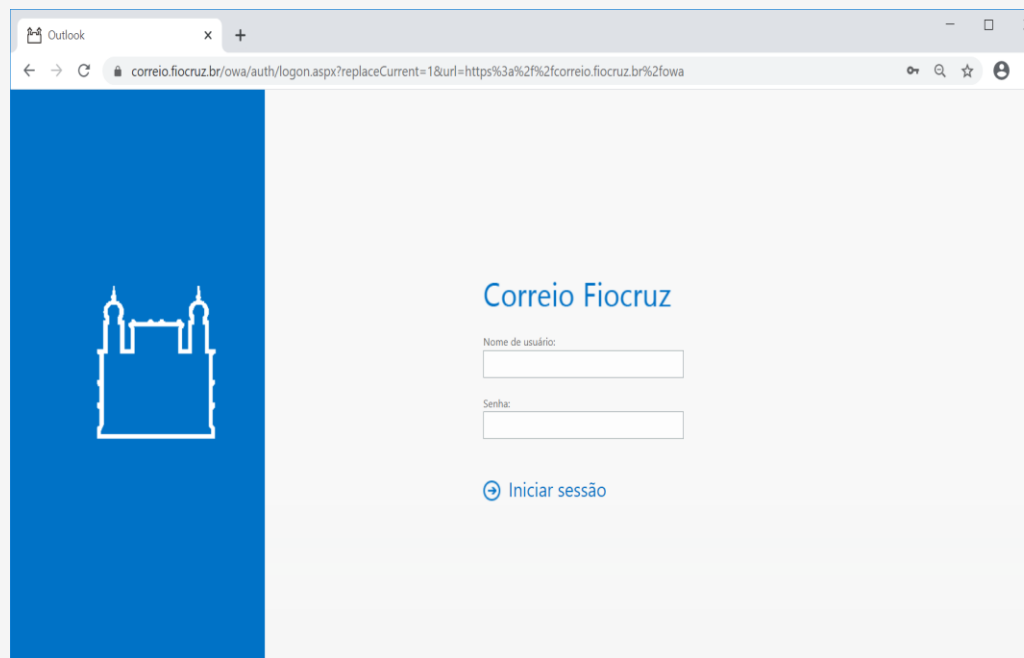 Outlook
correio.fiocruz.br/owa/auth/logon.aspx?replaceCurrent=1&url=https%3a%2f%2fcorreio.fiocruz.br%2fowa
Correio Fiocruz
Nome de usuário:
Senha:
Iniciar sessão